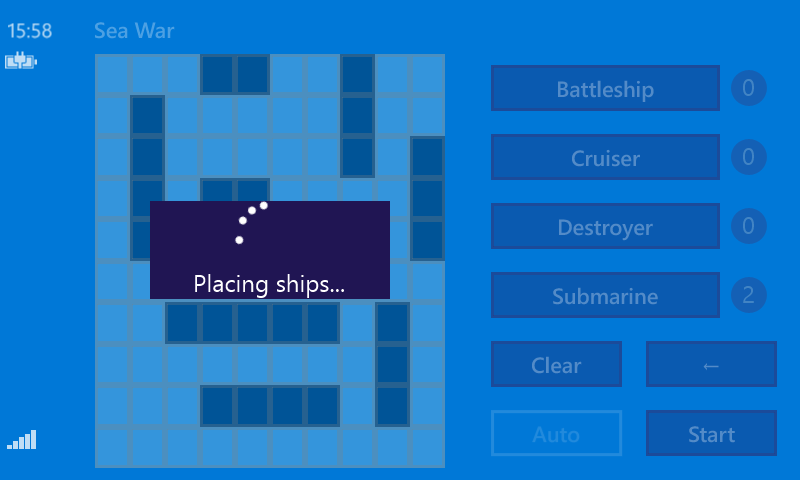 15:58
Sea War
Battleship 0
Cruiser 0
Destroyer 0
Submarine 2
Placing ships...
Clear ←
Auto Start